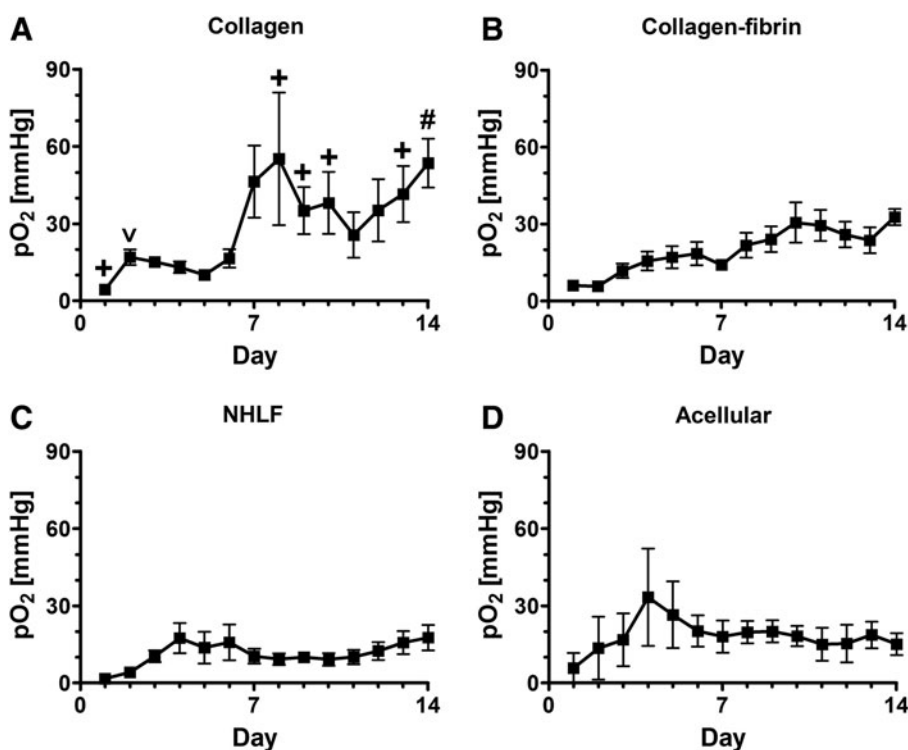 A
Collagen
90
60
30
0
pO₂ [mmHg]
+
v
+
+
+
+
#
0
7
14
Day
B
Collagen-fibrin
90
60
30
0
pO₂ [mmHg]
0
7
14
Day
C
NHLF
90
60
30
0
pO₂ [mmHg]
0
7
14
Day
D
Acellular
90
60
30
0
pO₂ [mmHg]
0
7
14
Day